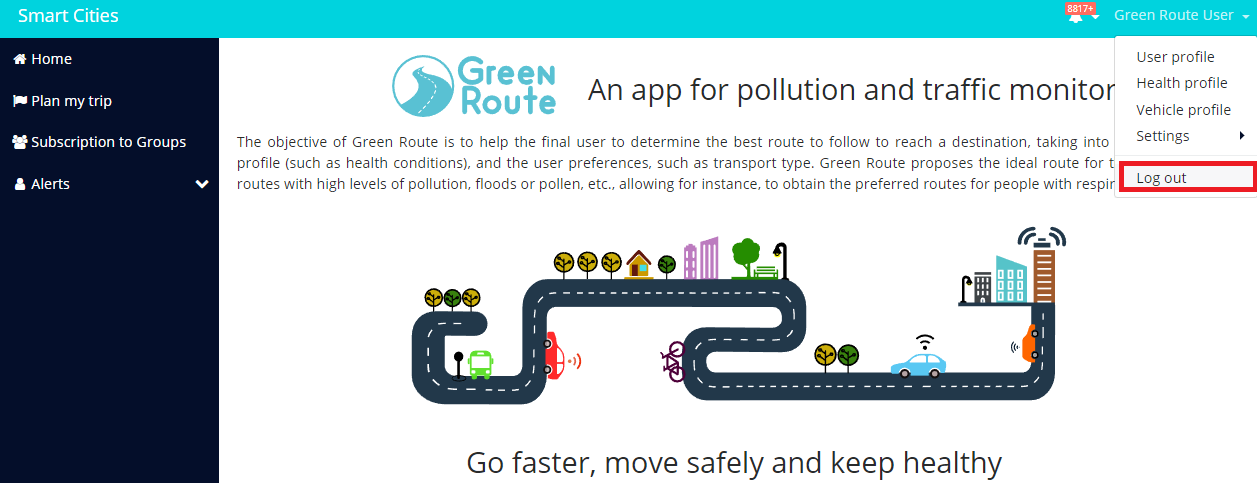 Smart Cities
8817+
Green Route User
Home
Plan my trip
Subscription to Groups
Alerts
User profile
Health profile
Vehicle profile
Settings
Log out
Green
Route
An app for pollution and traffic monitor
The objective of Green Route is to help the final user to determine the best route to follow to reach a destination, taking into
profile (such as health conditions), and the user preferences, such as transport type. Green Route proposes the ideal route for
routes with high levels of pollution, floods or pollen, etc., allowing for instance, to obtain the preferred routes for people with
Go faster, move safely and keep healthy